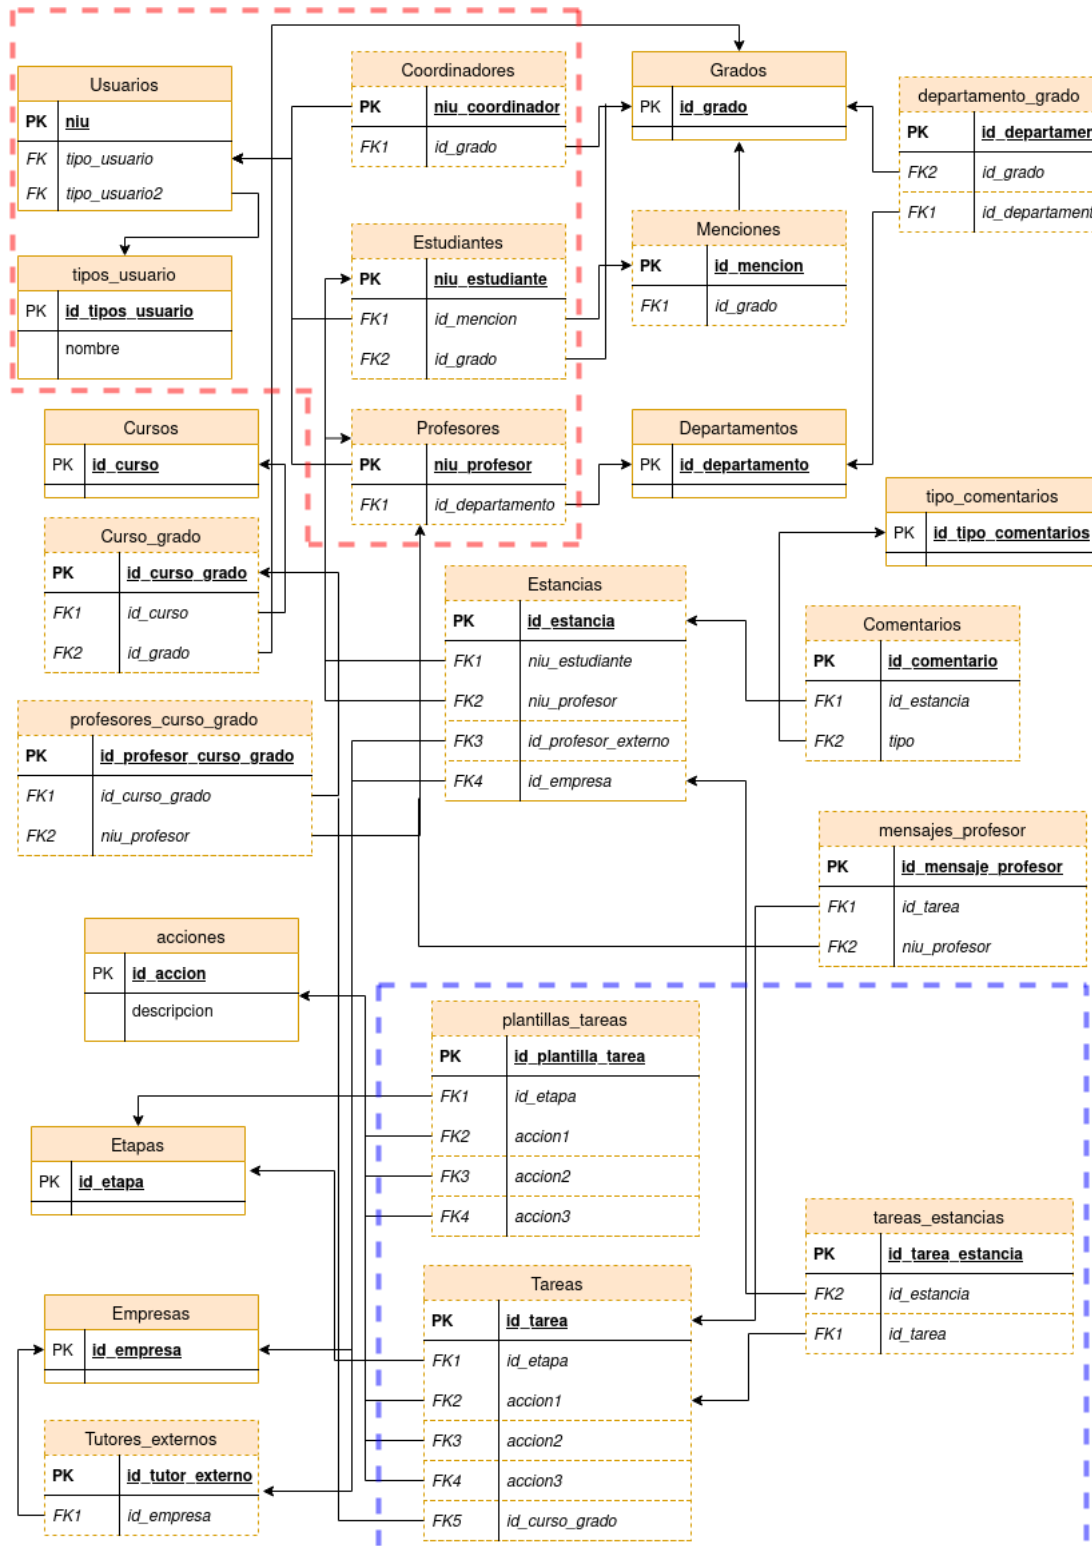 Usuarios
PK niu
FK tipo_usuario
FK tipo_usuario2
tipos_usuario
PK id_tipos_usuario
nombre
Coordinadores
PK niu_coordinador
FK1 id_grado
Estudiantes
PK niu_estudiante
FK1 id_mencion
FK2 id_grado
Profesores
PK niu_profesor
FK1 id_departamento
Grados
PK id_grado
Menciones
PK id_mencion
FK1 id_grado
Departamentos
PK id_departamento
departamento_grado
PK id_departamen
FK2 id_grado
FK1 id_departament
Cursos
PK id_curso
Curso_grado
PK id_curso_grado
FK1 id_curso
FK2 id_grado
profesores_curso_grado
PK id_profesor_curso_grado
FK1 id_curso_grado
FK2 niu_profesor
Estancias
PK id_estancia
FK1 niu_estudiante
FK2 niu_profesor
FK3 id_profesor_externo
FK4 id_empresa
tipo_comentarios
PK id_tipo_comentarios
Comentarios
PK id_comentario
FK1 id_estancia
FK2 tipo
mensajes_profesor
PK id_mensaje_profesor
FK1 id_tarea
FK2 niu_profesor
acciones
PK id_accion
descripcion
Etapas
PK id_etapa
Empresas
PK id_empresa
Tutores_externos
PK id_tutor_externo
FK1 id_empresa
plantillas_tareas
PK id_plantilla_tarea
FK1 id_etapa
FK2 accion1
FK3 accion2
FK4 accion3
Tareas
PK id_tarea
FK1 id_etapa
FK2 accion1
FK3 accion2
FK4 accion3
FK5 id_curso_grado
tareas_estancias
PK id_tarea_estancia
FK2 id_estancia
FK1 id_tarea